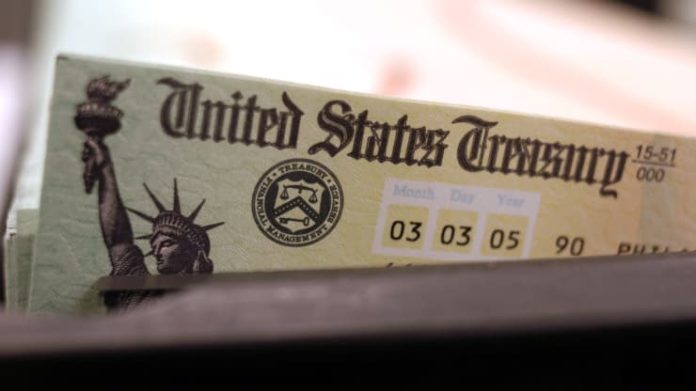 United States Treasury 15-51
000
Month Day Year
03 03 05 90
TREASURY
FINANCIAL MANAGEMENT SERVICE